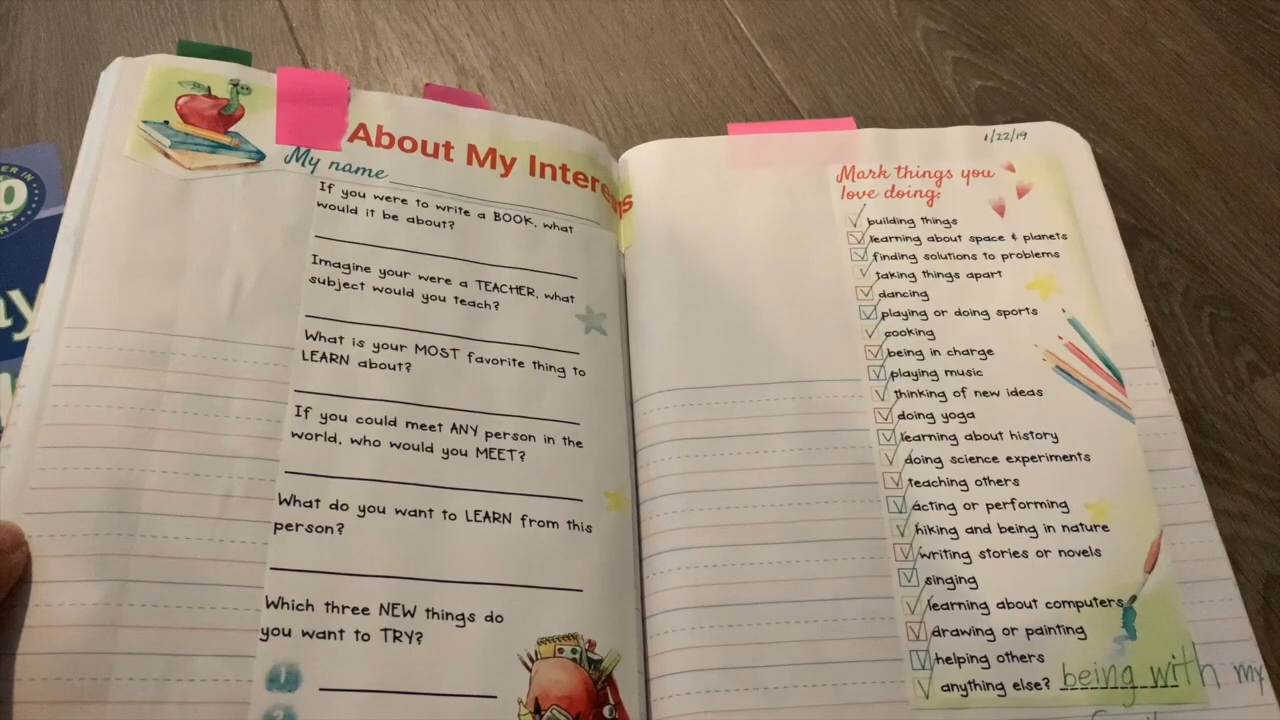 About My Interests
My name
If you were to write a BOOK, what
would it be about?
Imagine your were a TEACHER, what
subject would you teach?
What is your MOST favorite thing to
LEARN about?
If you could meet ANY person in the
world, who would you MEET?
What do you want to LEARN from this
person?
Which three NEW things do
you want to TRY?
1
2
1/22/19
Mark things you
love doing:
building things
learning about space & planets
finding solutions to problems
taking things apart
dancing
playing or doing sports
cooking
being in charge
playing music
thinking of new ideas
doing yoga
learning about history
doing science experiments
teaching others
acting or performing
hiking and being in nature
writing stories or novels
singing
learning about computers
drawing or painting
helping others
anything else? being with my